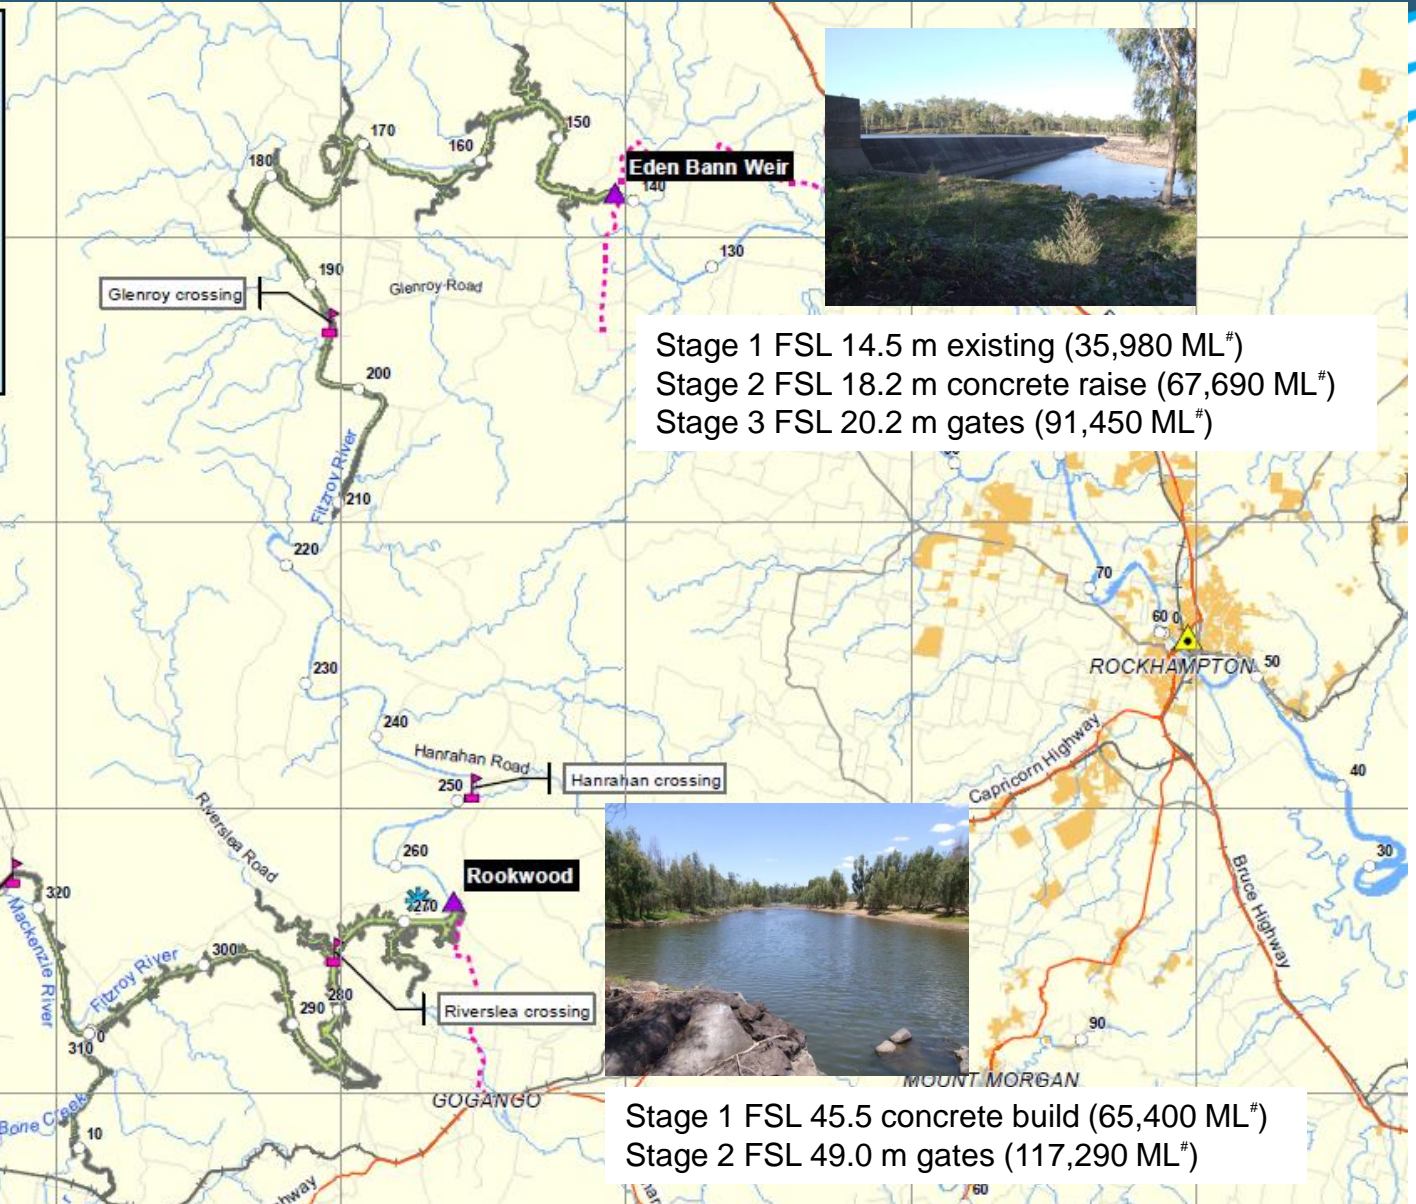 150
170
160
180
Eden Bann Weir
140
130
190
Glenroy crossing
Glenroy Road
Stage 1 FSL 14.5 m existing (35,980 ML#)
Stage 2 FSL 18.2 m concrete raise (67,690 ML#)
Stage 3 FSL 20.2 m gates (91,450 ML#)
200
Fitzroy River
210
220
70
60
0
ROCKHAMPTON
50
230
240
Hanrahan Road
Hanrahan crossing
250
Capricorn Highway
40
Riverslea Road
260
30
Rookwood
320
270
Bruce Highway
Mackenzie River
Fitzroy River
300
280
290
Riverslea crossing
310
0
90
MOUNT MORGAN
GOGANGO
Bone Creek
10
Stage 1 FSL 45.5 concrete build (65,400 ML#)
Stage 2 FSL 49.0 m gates (117,290 ML#)
60